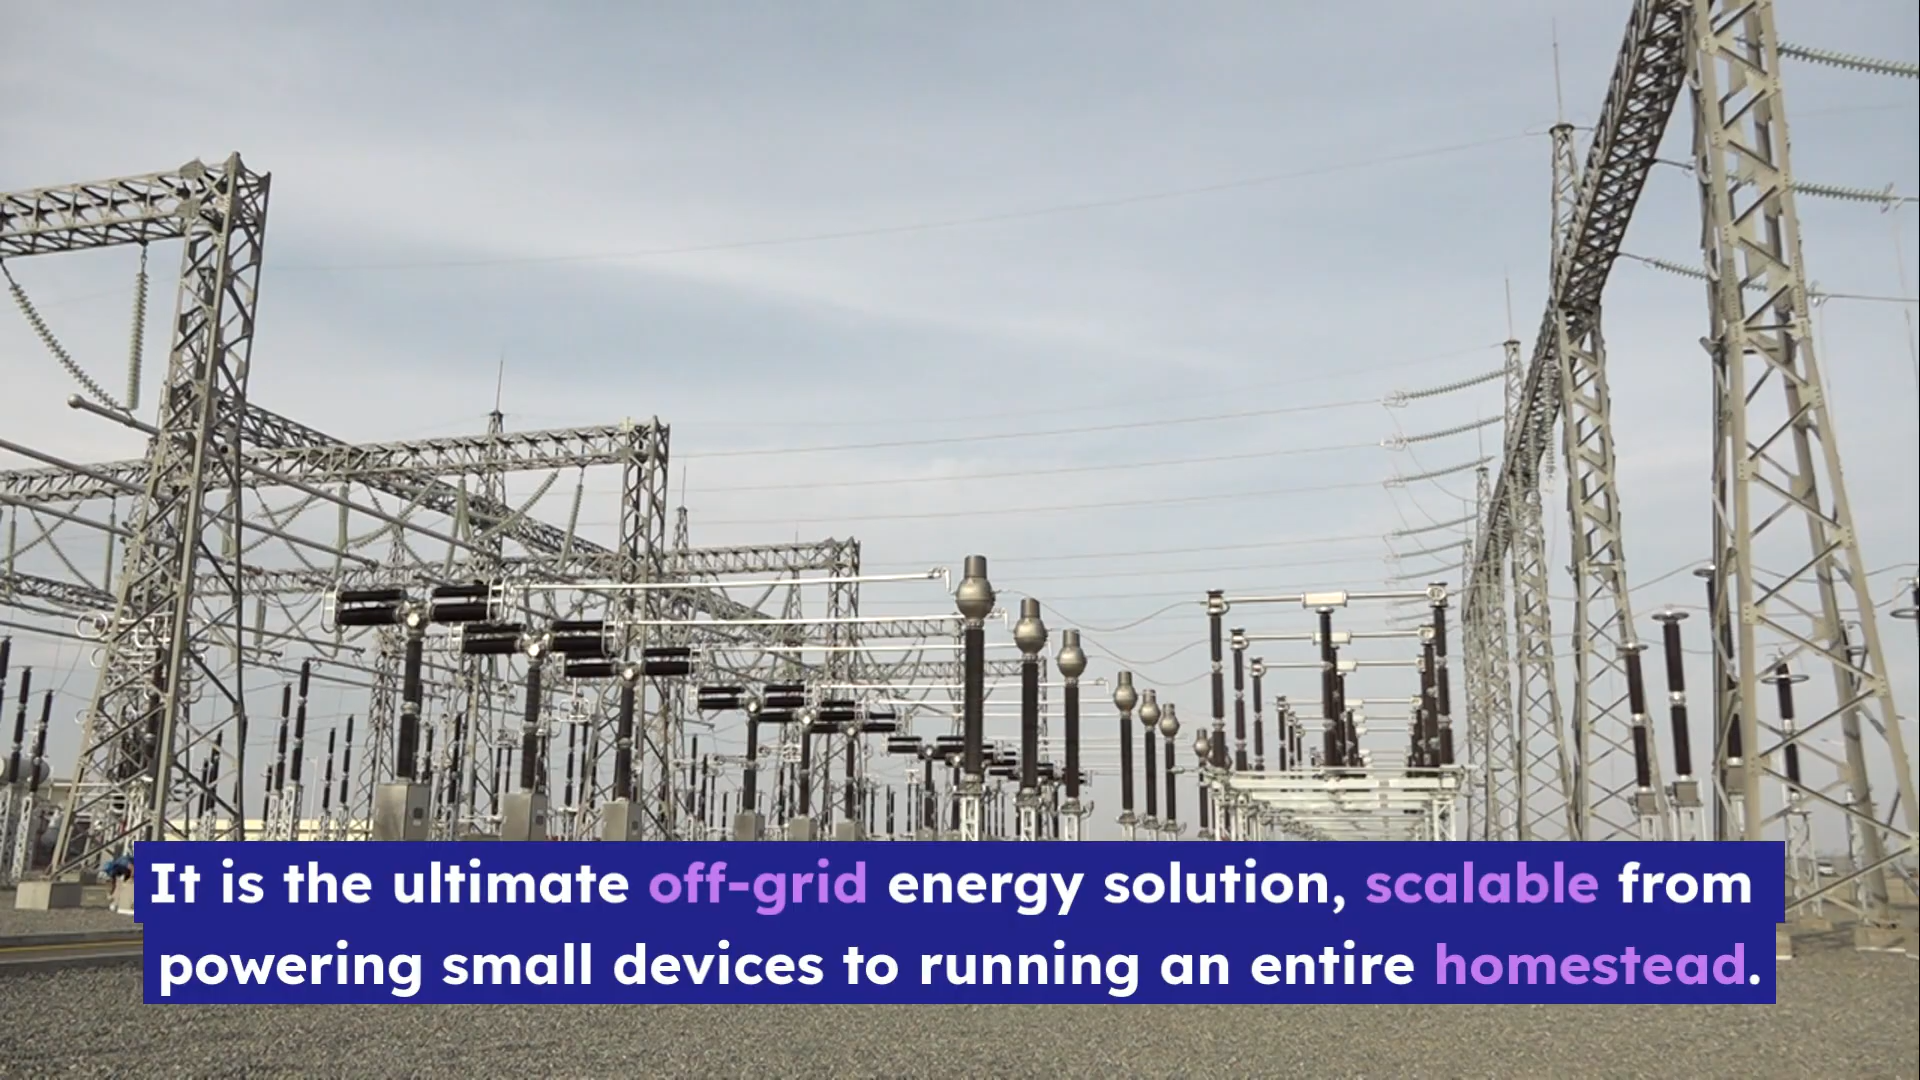 It is the ultimate off-grid energy solution, scalable from
powering small devices to running an entire homestead.